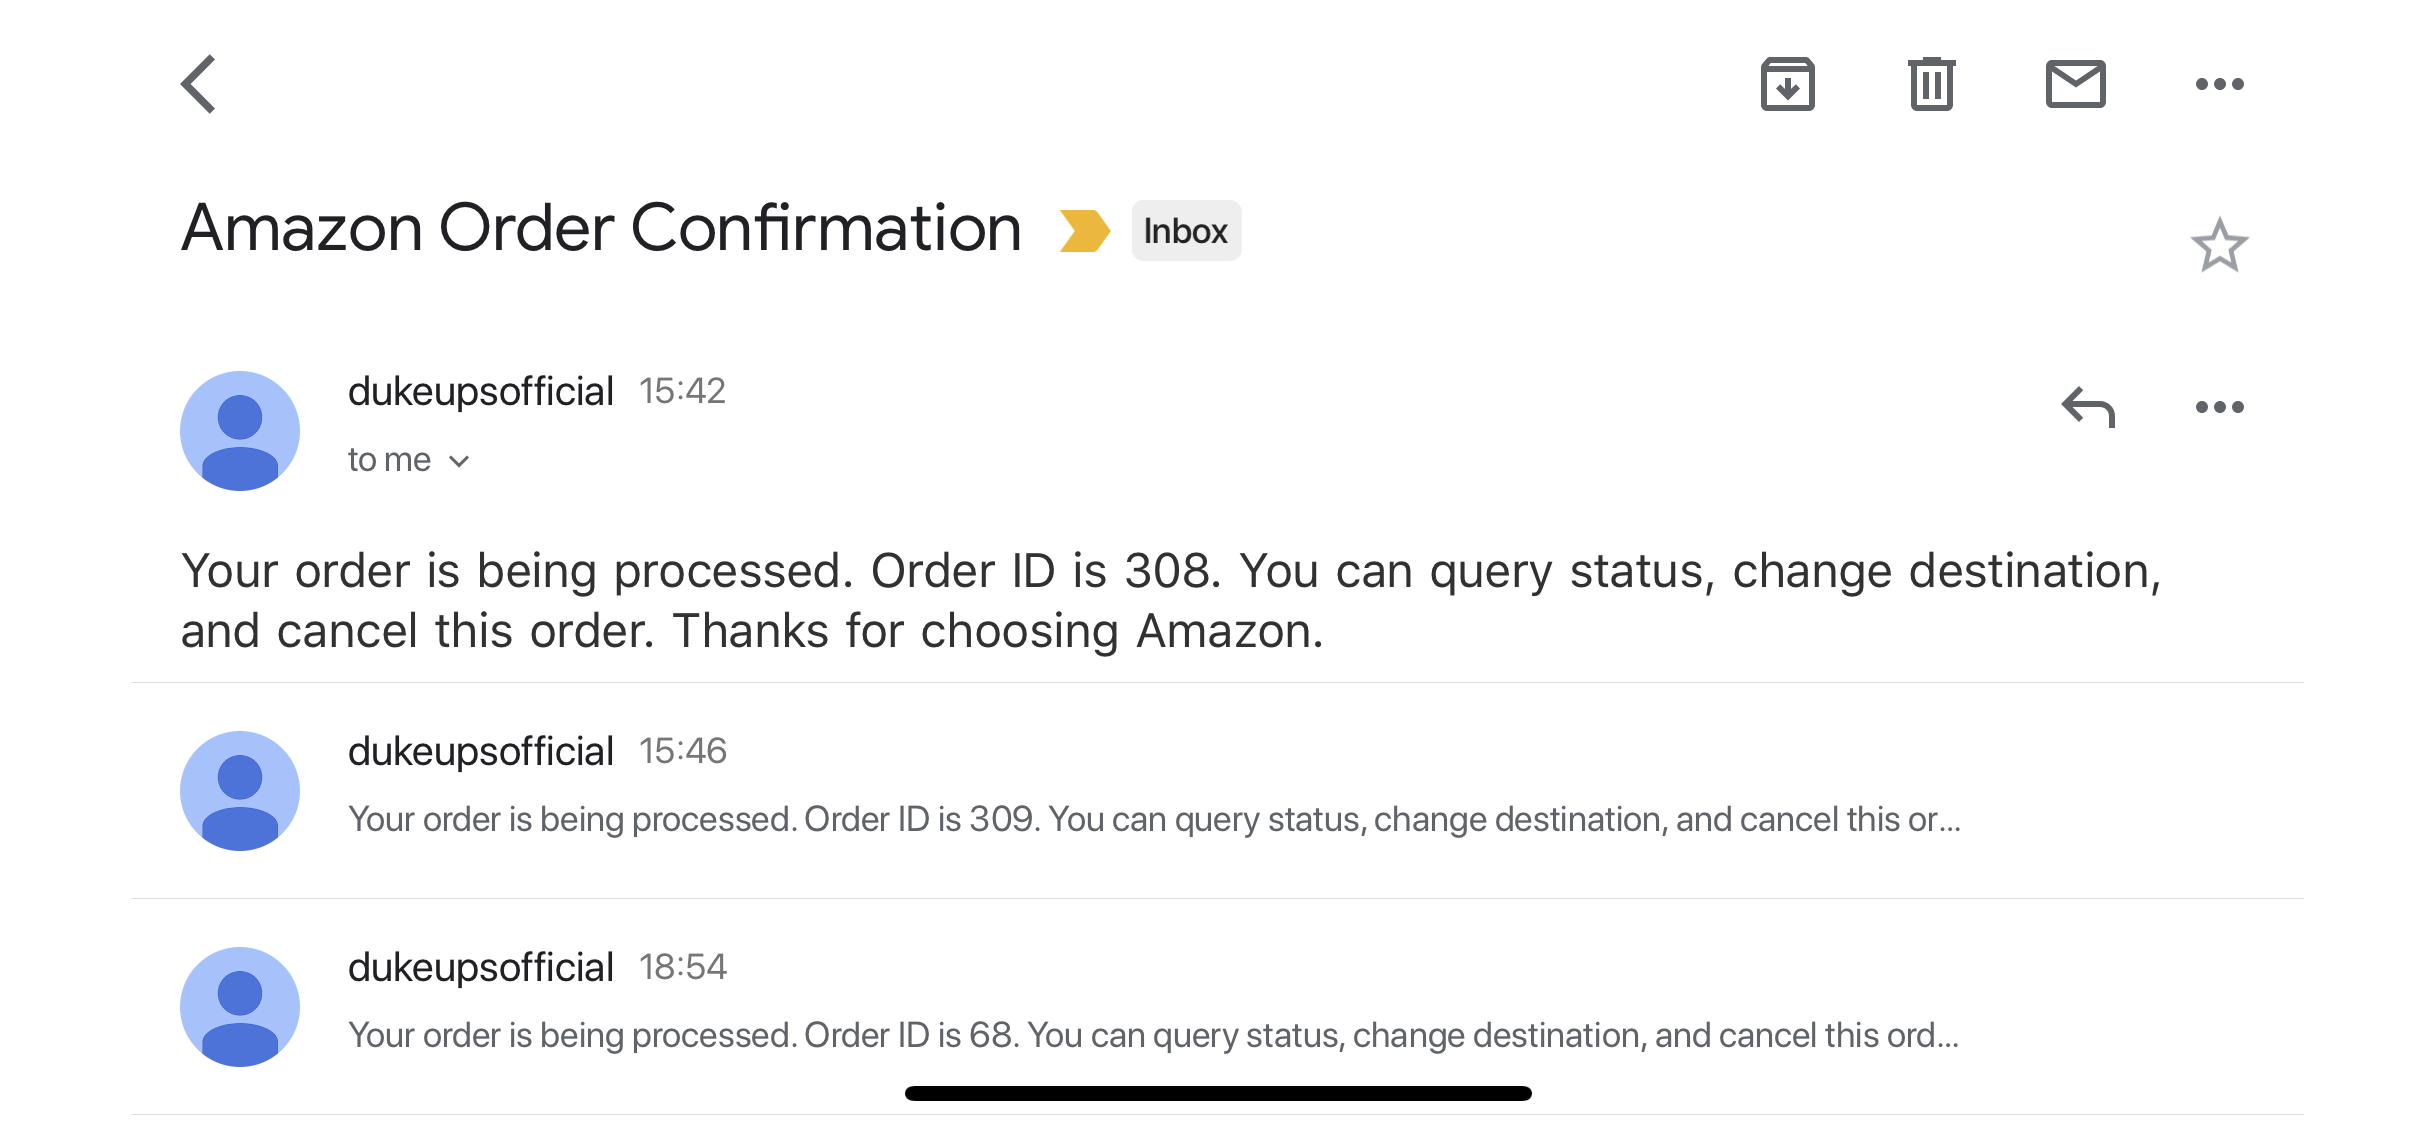 Amazon Order Confirmation Inbox
dukeupsofficial 15:42
to me
Your order is being processed. Order ID is 308. You can query status, change destination,
and cancel this order. Thanks for choosing Amazon.
dukeupsofficial 15:46
Your order is being processed. Order ID is 309. You can query status, change destination, and cancel this or...
dukeupsofficial 18:54
Your order is being processed. Order ID is 68. You can query status, change destination, and cancel this ord...